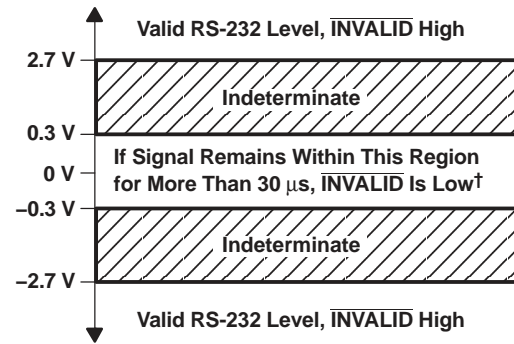 Valid RS-232 Level, INVALID High
2.7 V
Indeterminate
0.3 V
If Signal Remains Within This Region
0 V
for More Than 30 μs, INVALID Is Low†
–0.3 V
Indeterminate
–2.7 V
Valid RS-232 Level, INVALID High